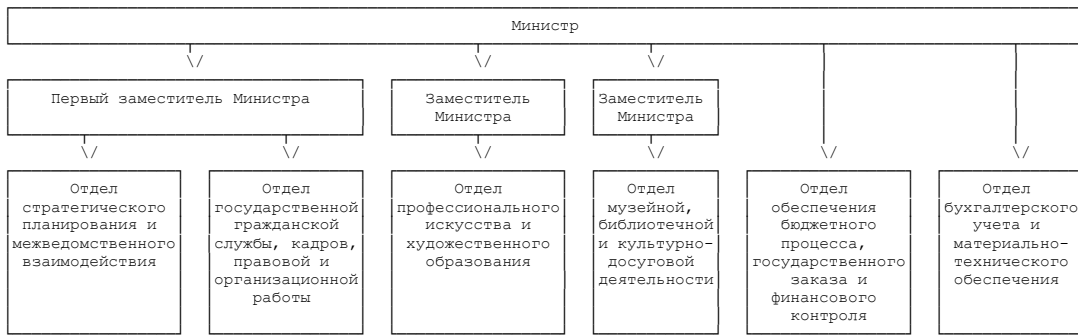 Министр
Первый заместитель Министра
Заместитель
Министра
Заместитель
Министра
Отдел
стратегического
планирования и
межведомственного
взаимодействия
Отдел
государственной
гражданской
службы, кадров,
правовой и
организационной
работы
Отдел
профессионального
искусства и
художественного
образования
Отдел
музейной,
библиотечной
и культурно-
досуговой
деятельности
Отдел
обеспечения
бюджетного
процесса,
государственного
заказа и
финансового
контроля
Отдел
бухгалтерского
учета и
материально-
технического
обеспечения